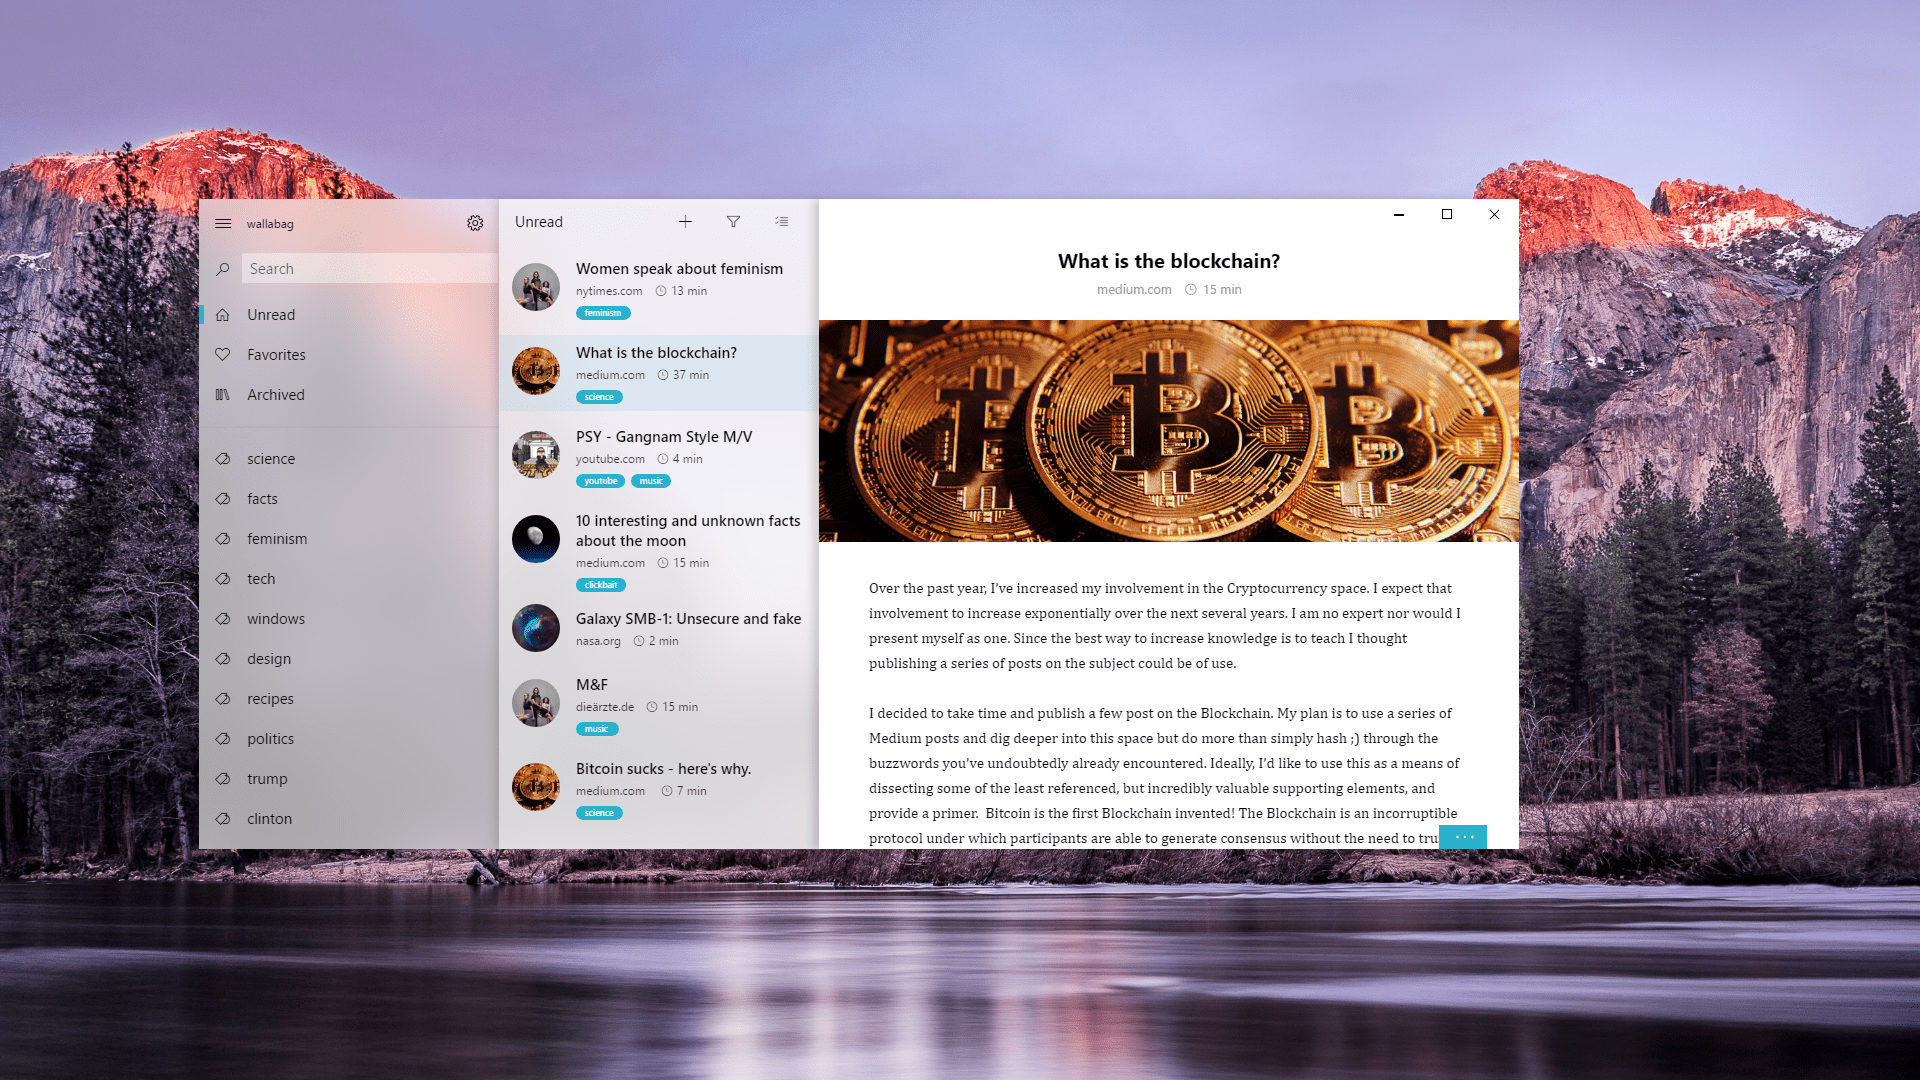 wallabag
Search
Unread
Favorites
Archived
science
facts
feminism
tech
windows
design
recipes
politics
trump
clinton
Unread
Women speak about feminism
nytimes.com 13 min
feminism
What is the blockchain?
medium.com 37 min
science
PSY - Gangnam Style M/V
youtube.com 4 min
youtube music
10 interesting and unknown facts
about the moon
medium.com 15 min
clickbait
Galaxy SMB-1: Unsecure and fake
nasa.org 2 min
M&F
dieärzte.de 15 min
music
Bitcoin sucks - here's why.
medium.com 7 min
science
What is the blockchain?
medium.com 15 min
Over the past year, I’ve increased my involvement in the Cryptocurrency space. I expect that
involvement to increase exponentially over the next several years. I am no expert nor would I
present myself as one. Since the best way to increase knowledge is to teach I thought
publishing a series of posts on the subject could be of use.
I decided to take time and publish a few post on the Blockchain. My plan is to use a series of
Medium posts and dig deeper into this space but do more than simply hash ;) through the
buzzwords you’ve undoubtedly already encountered. Ideally, I’d like to use this as a means of
dissecting some of the least referenced, but incredibly valuable supporting elements, and
provide a primer. Bitcoin is the first Blockchain invented! The Blockchain is an incorruptible
protocol under which participants are able to generate consensus without the need to tru